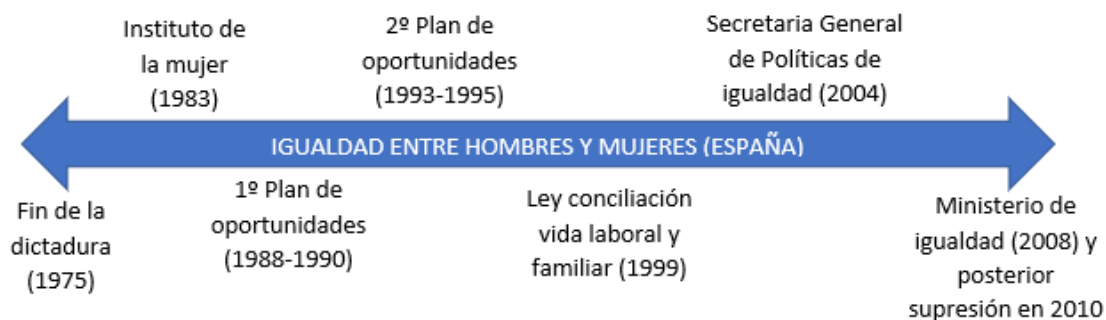 Instituto de
la mujer
(1983)
2º Plan de
oportunidades
(1993-1995)
Secretaria General
de Políticas de
igualdad (2004)
IGUALDAD ENTRE HOMBRES Y MUJERES (ESPAÑA)
Fin de la
dictadura
(1975)
1º Plan de
oportunidades
(1988-1990)
Ley conciliación
vida laboral y
familiar (1999)
Ministerio de
igualdad (2008) y
posterior
supresión en 2010